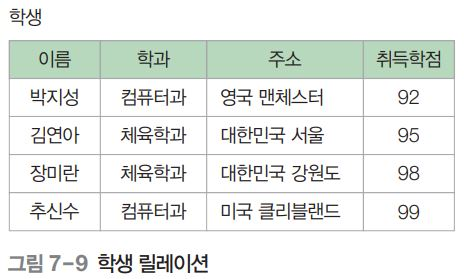 학생
이름 학과 주소 취득학점
박지성 컴퓨터과 영국 맨체스터 92
김연아 체육학과 대한민국 서울 95
장미란 체육학과 대한민국 강원도 98
추신수 컴퓨터과 미국 클리블랜드 99
그림 7-9 학생 릴레이션